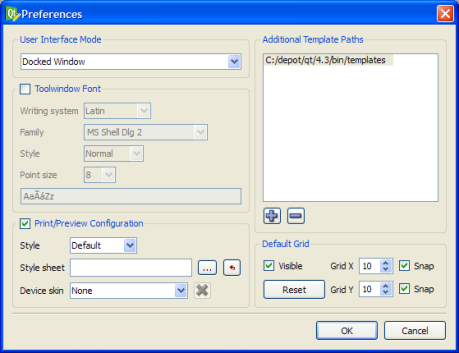 Qt Preferences
User Interface Mode
Docked Window
Toolwindow Font
Writing system Latin
Family MS Shell Dlg 2
Style Normal
Point size 8
AaÃáZz
Print/Preview Configuration
Style Default
Style sheet ...
Device skin None
Additional Template Paths
C:/depot/qt/4.3/bin/templates
Default Grid
Visible Grid X 10 Snap
Reset Grid Y 10 Snap
OK Cancel